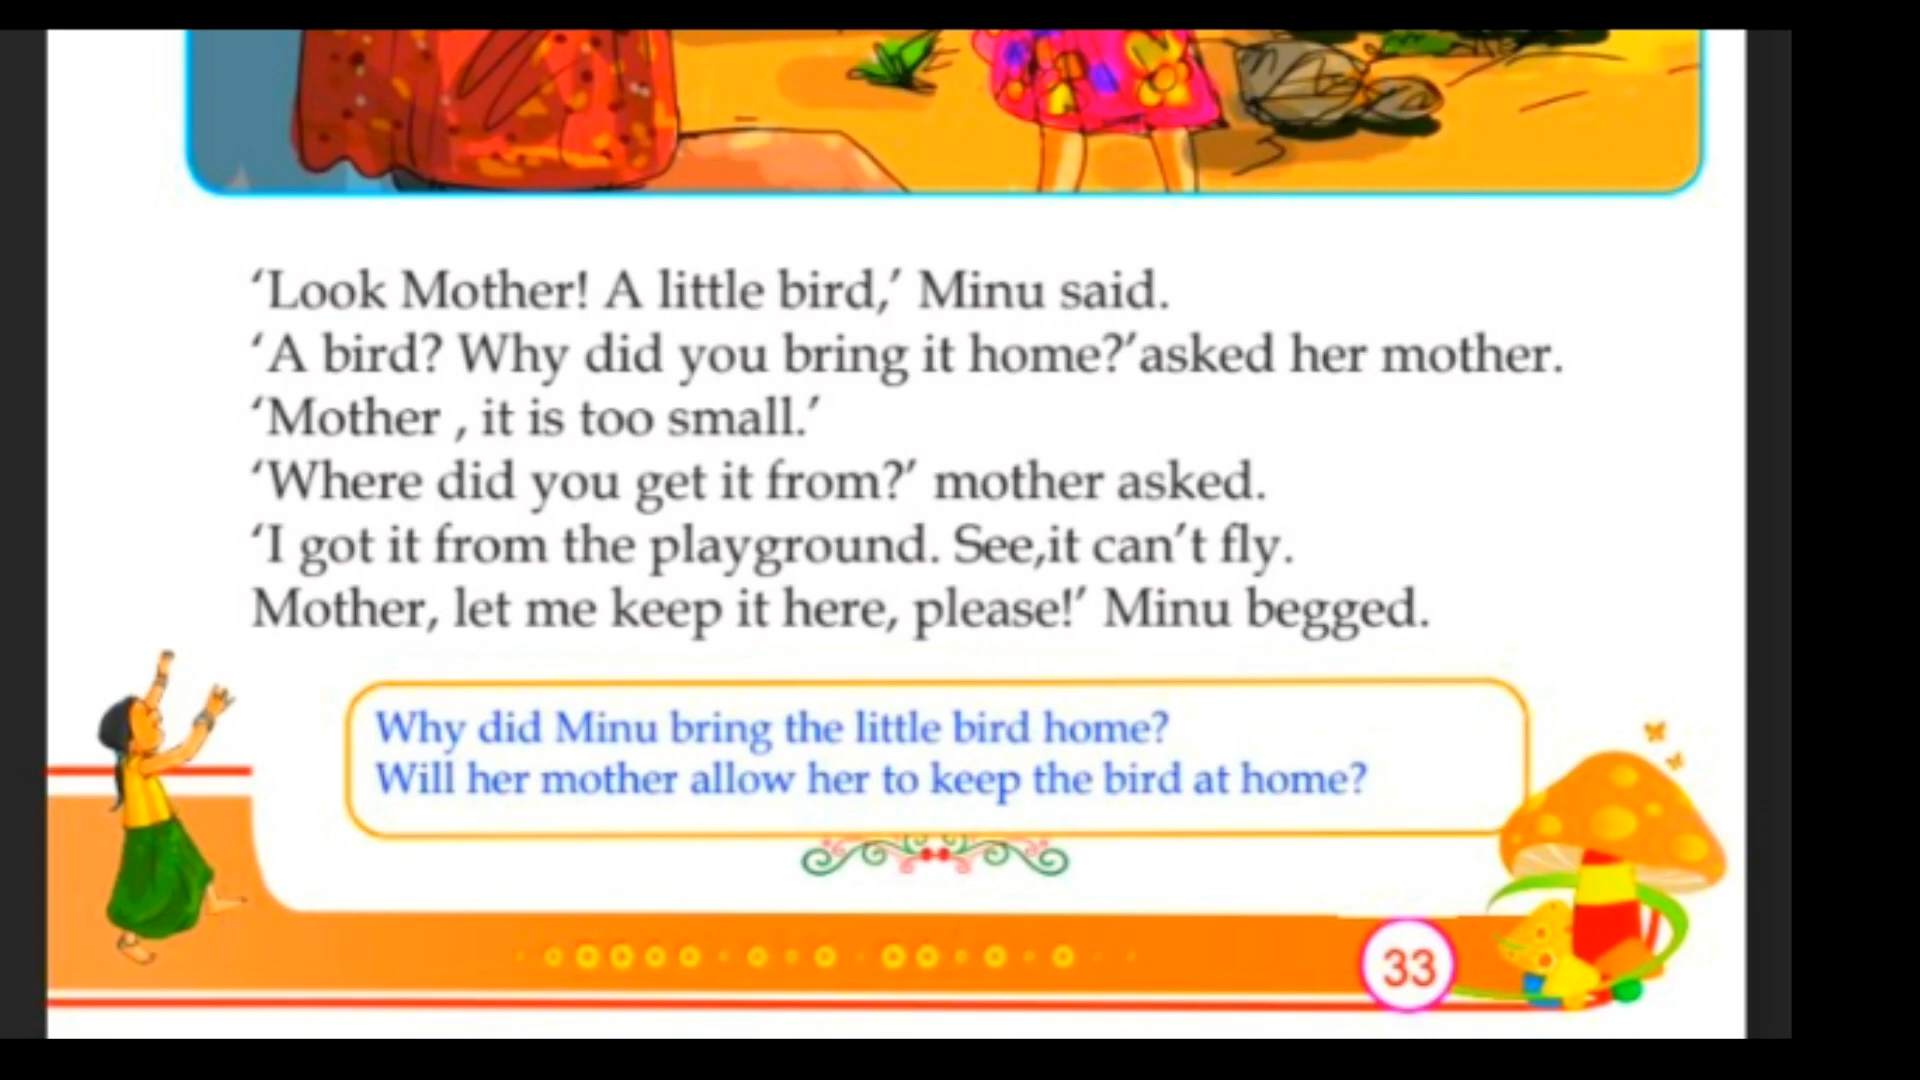 ‘Look Mother! A little bird,’ Minu said.
‘A bird? Why did you bring it home?’asked her mother.
‘Mother , it is too small.’
‘Where did you get it from?’ mother asked.
‘I got it from the playground. See,it can’t fly.
Mother, let me keep it here, please!’ Minu begged.
Why did Minu bring the little bird home?
Will her mother allow her to keep the bird at home?
33